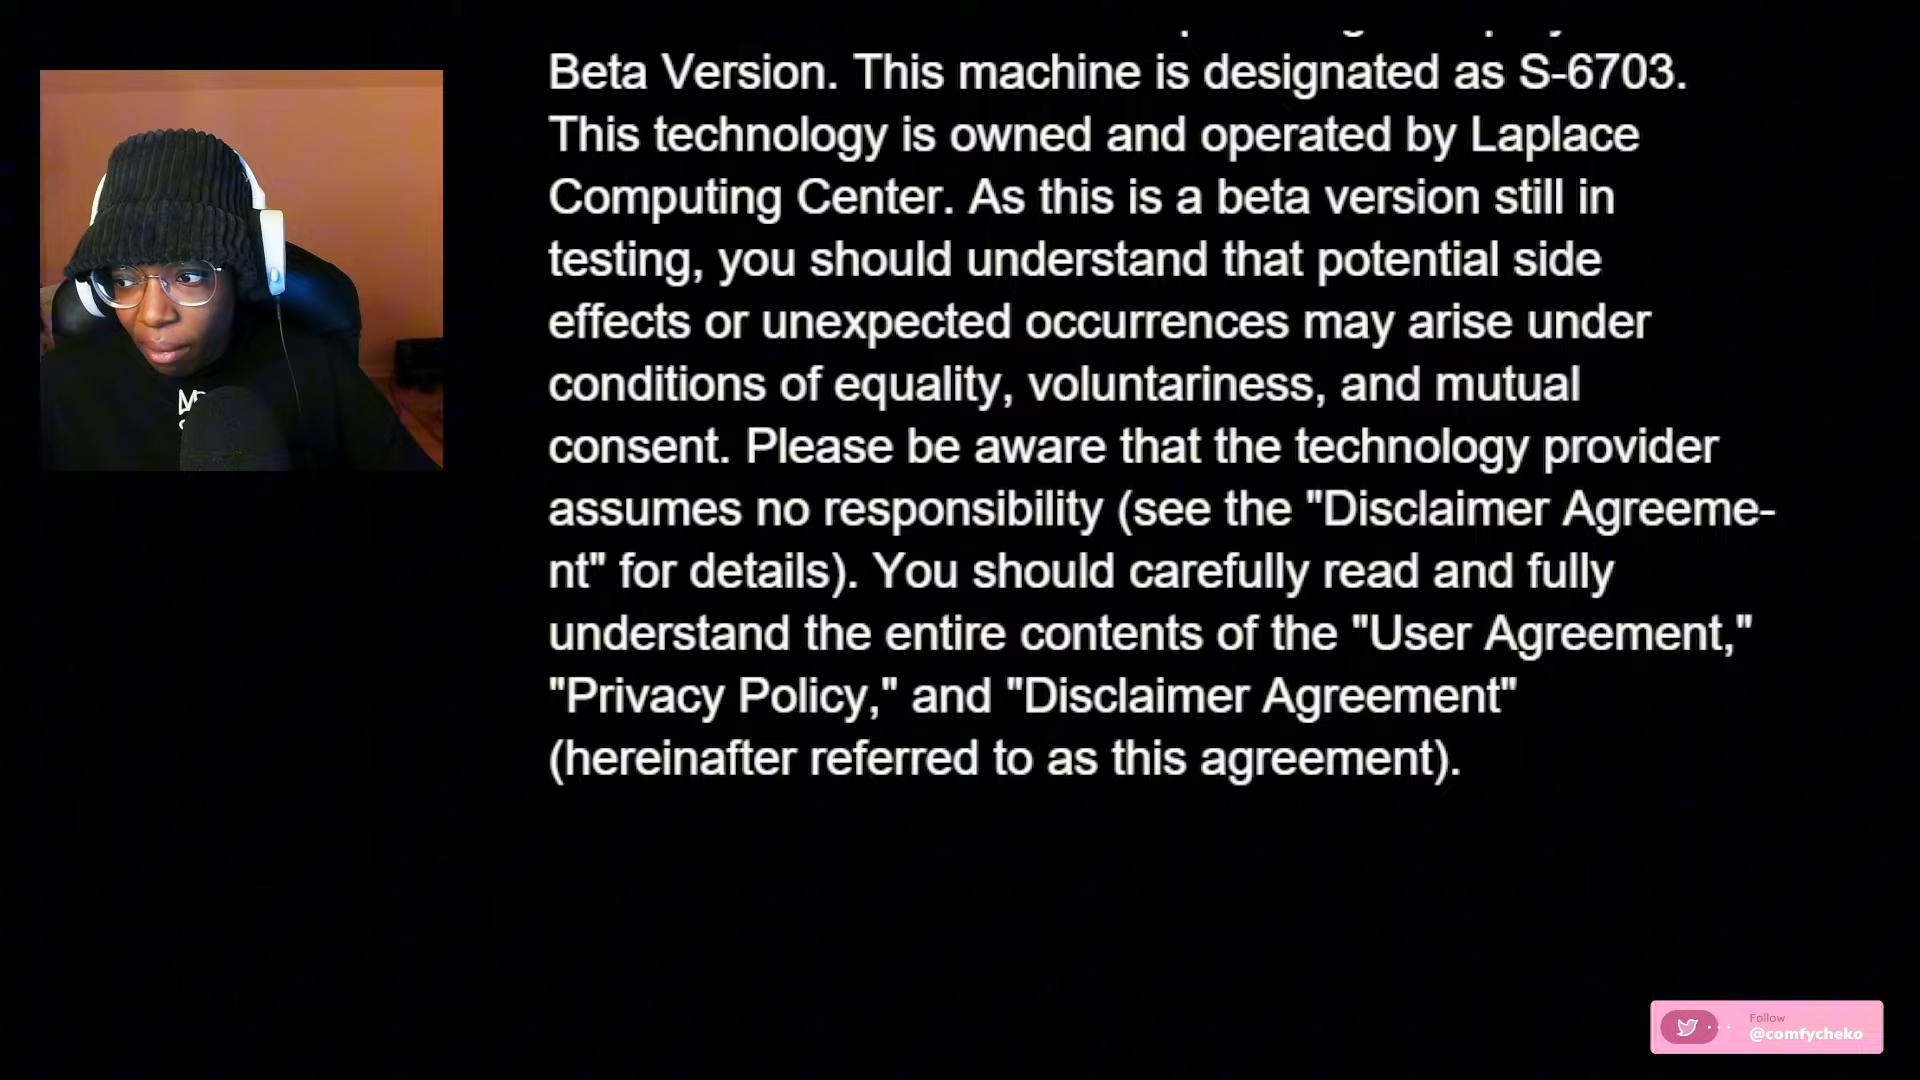 Beta Version. This machine is designated as S-6703.
This technology is owned and operated by Laplace
Computing Center. As this is a beta version still in
testing, you should understand that potential side
effects or unexpected occurrences may arise under
conditions of equality, voluntariness, and mutual
consent. Please be aware that the technology provider
assumes no responsibility (see the "Disclaimer Agreeme-
nt" for details). You should carefully read and fully
understand the entire contents of the "User Agreement,"
"Privacy Policy," and "Disclaimer Agreement"
(hereinafter referred to as this agreement).
Follow
@comfycheko